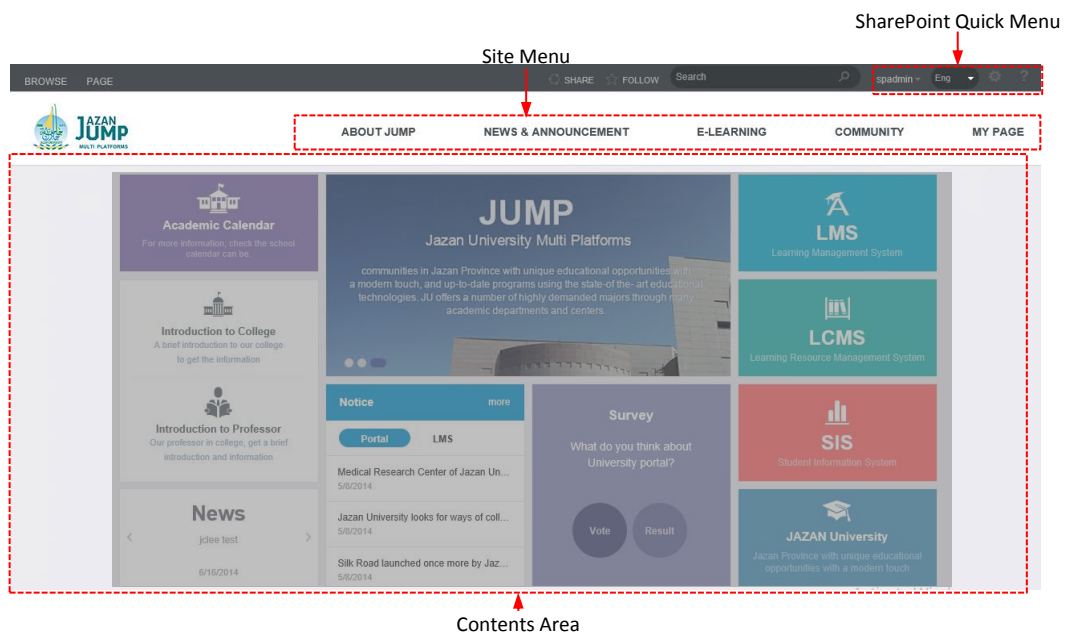 SharePoint Quick Menu
Site Menu
BROWSE PAGE SHARE FOLLOW Search spadmin Eng ?
JAZAN
JUMP
MULTI PLATFORMS
ABOUT JUMP NEWS & ANNOUNCEMENT E-LEARNING COMMUNITY MY PAGE
Academic Calendar
For more information, check the school
calendar can be.
Introduction to College
A brief introduction to our college
to get the information
Introduction to Professor
Our professor in college, get a brief
introduction and information
News
jclee test
6/16/2014
JUMP
Jazan University Multi Platforms
communities in Jazan Province with unique educational opportunities with
a modern touch, and up-to-date programs using the state-of the- art educational
technologies. JU offers a number of highly demanded majors through many
academic departments and centers.
Notice more
Portal LMS
Medical Research Center of Jazan Un...
5/8/2014
Jazan University looks for ways of coll...
5/8/2014
Silk Road launched once more by Jaz...
5/8/2014
Survey
What do you think about
University portal?
Vote Result
LMS
Learning Management System
LCMS
Learning Resource Management System
SIS
Student Information System
JAZAN University
Jazan Province with unique educational
opportunities with a modern touch
Contents Area